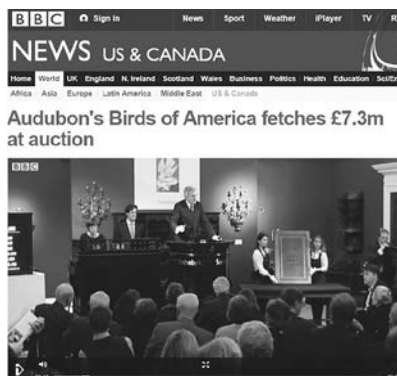 BBC Sign in News Sport Weather iPlayer TV R
NEWS US & CANADA
Home World UK England N. Ireland Scotland Wales Business Politics Health Education Sci/En
Africa Asia Europe Latin America Middle East US & Canada
Audubon's Birds of America fetches £7.3m
at auction
BBC